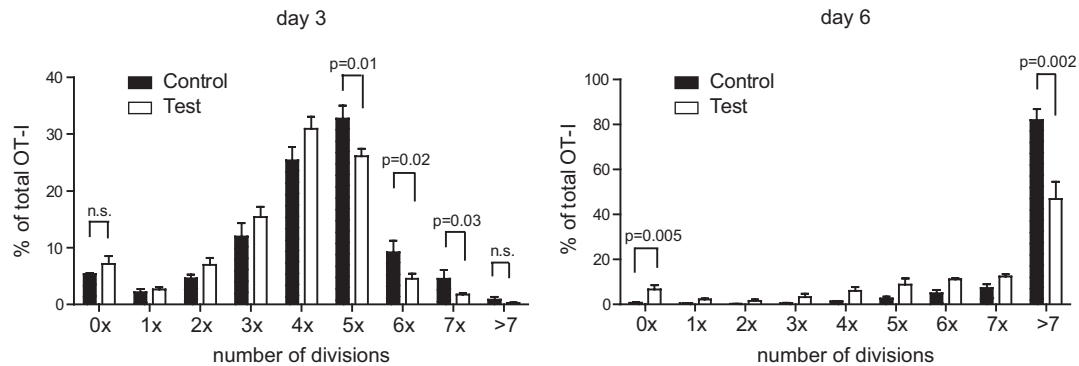 day 3
day 6
Control
Test
Control
Test
p=0.01
p=0.02
p=0.03
n.s.
n.s.
p=0.005
p=0.002
% of total OT-I
40
30
20
10
0
0x 1x 2x 3x 4x 5x 6x 7x >7
number of divisions
% of total OT-I
100
80
60
40
20
0
0x 1x 2x 3x 4x 5x 6x 7x >7
number of divisions